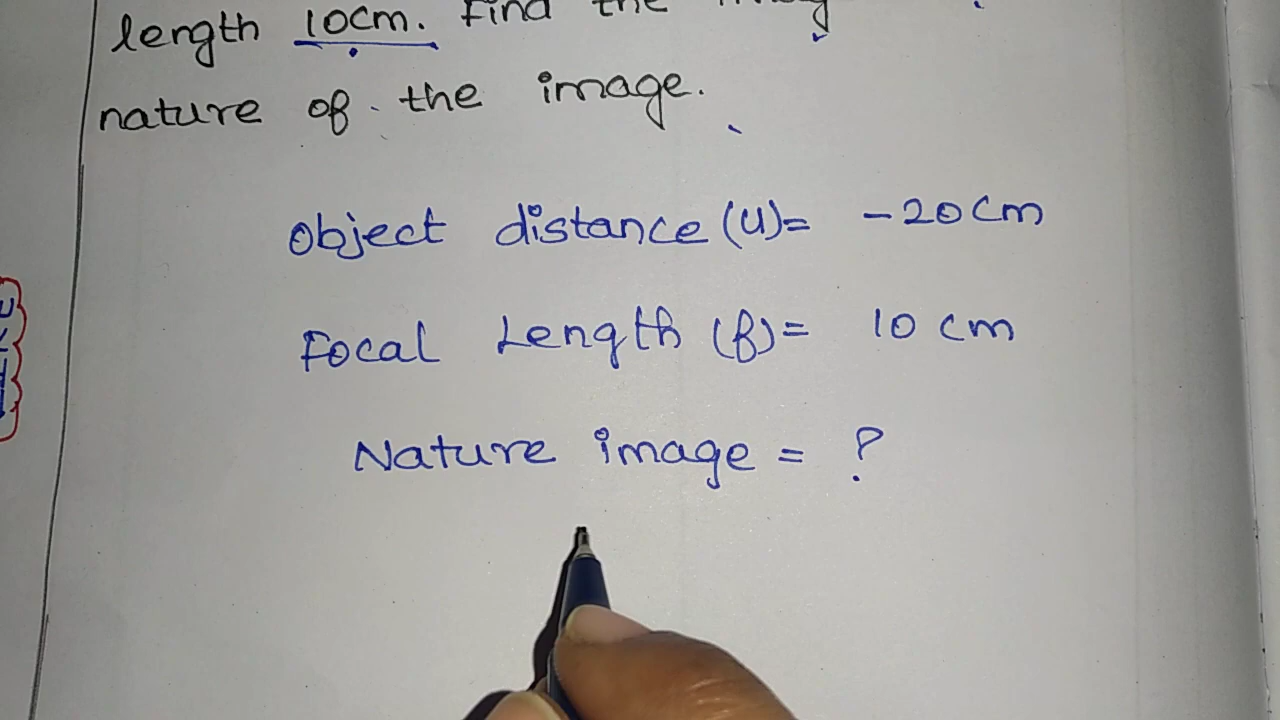 length 10cm. Find the
nature of the image.
Object distance (u)= -20cm
Focal Length (f)= 10 cm
Nature image = ?